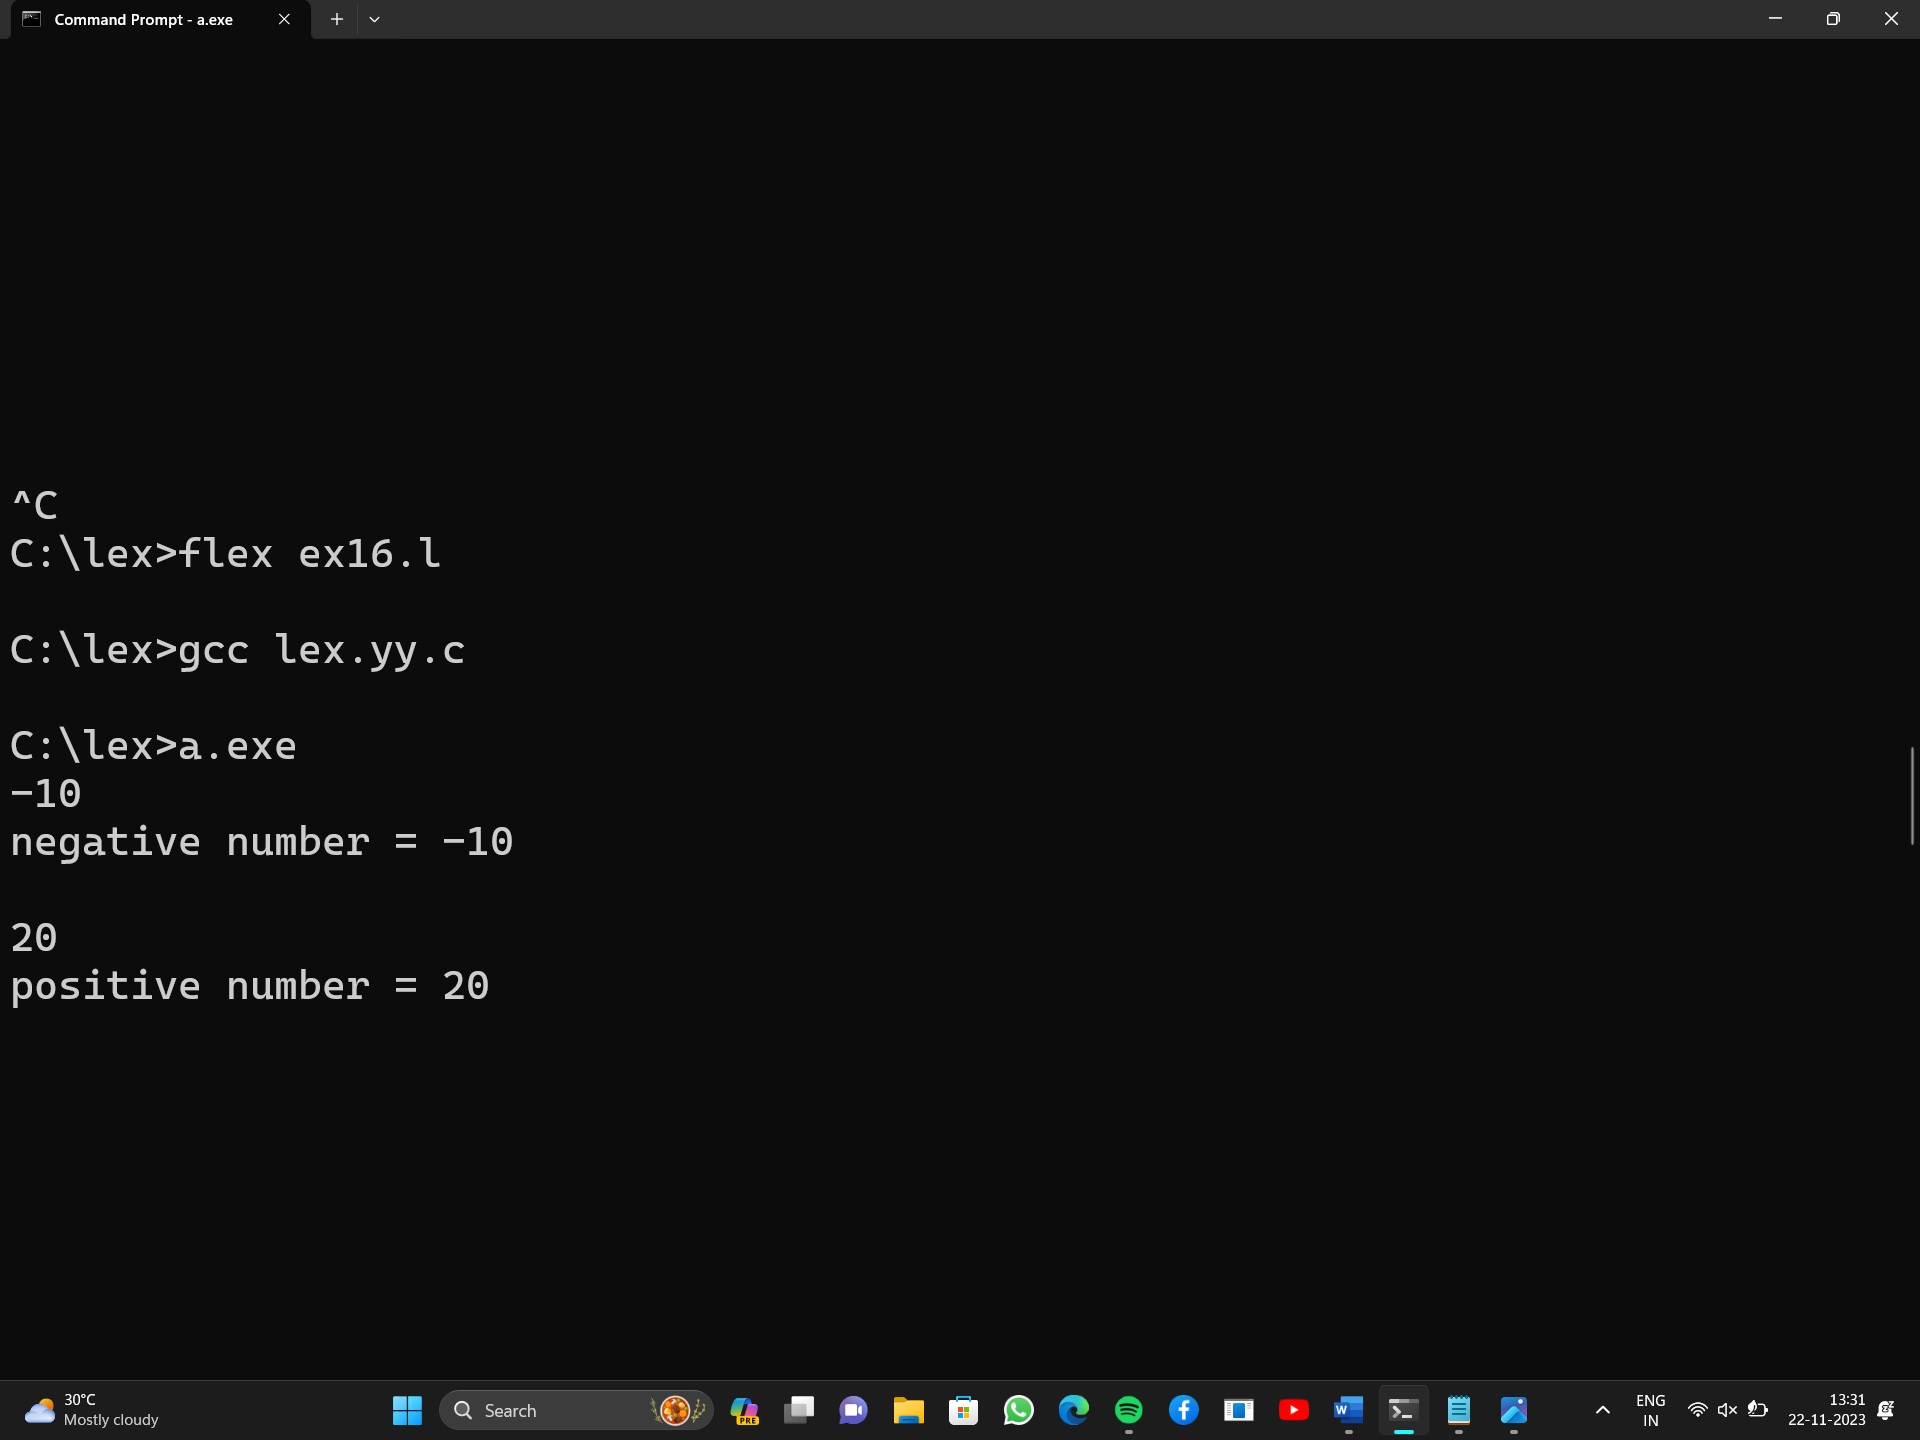 Command Prompt - a.exe
^C
C:\lex>flex ex16.l
C:\lex>gcc lex.yy.c
C:\lex>a.exe
-10
negative number = -10
20
positive number = 20
30°C
Mostly cloudy
Search
PRE
W
ENG
IN
13:31
22-11-2023